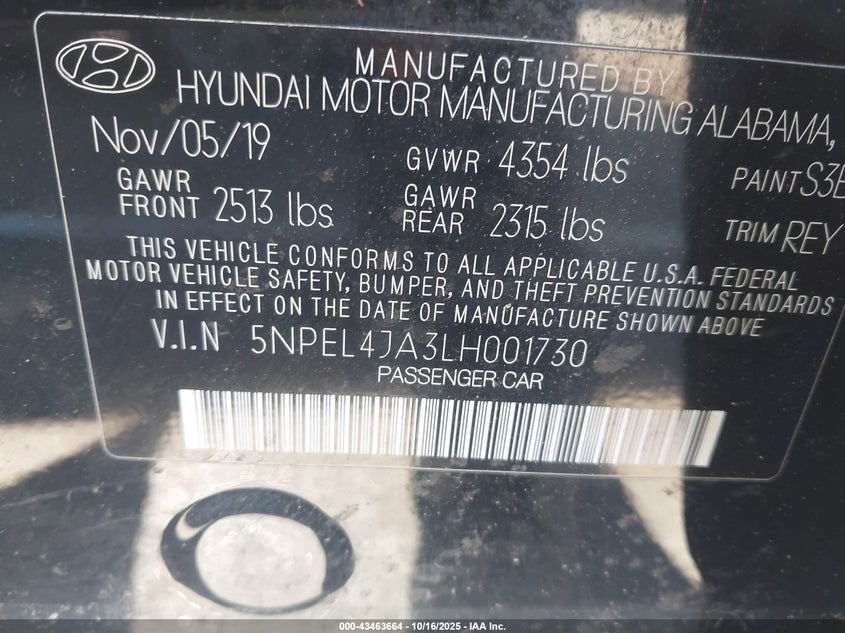 MANUFACTURED BY
HYUNDAI MOTOR MANUFACTURING ALABAMA,
Nov/05/19
GVWR 4354 lbs
PAINT S3B
GAWR FRONT 2513 lbs
GAWR REAR 2315 lbs
TRIM REY
THIS VEHICLE CONFORMS TO ALL APPLICABLE U.S.A. FEDERAL
MOTOR VEHICLE SAFETY, BUMPER, AND THEFT PREVENTION STANDARDS
IN EFFECT ON THE DATE OF MANUFACTURE SHOWN ABOVE
V.I.N 5NPEL4JA3LH001730
PASSENGER CAR
000-43463664 - 10/16/2025 - IAA Inc.